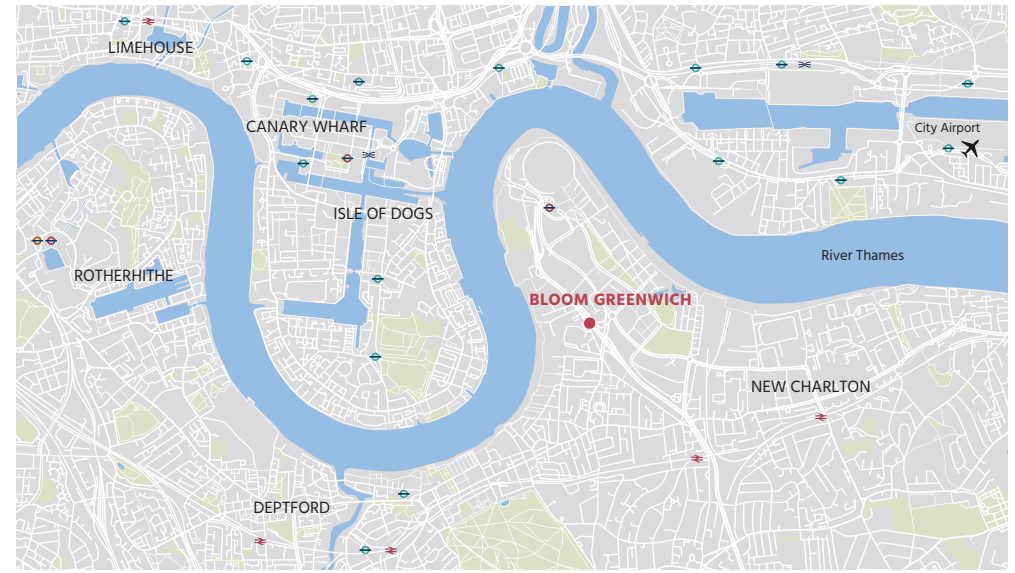 LIMEHOUSE
CANARY WHARF
City Airport
ISLE OF DOGS
River Thames
ROTHERHITHE
BLOOM GREENWICH
NEW CHARLTON
DEPTFORD